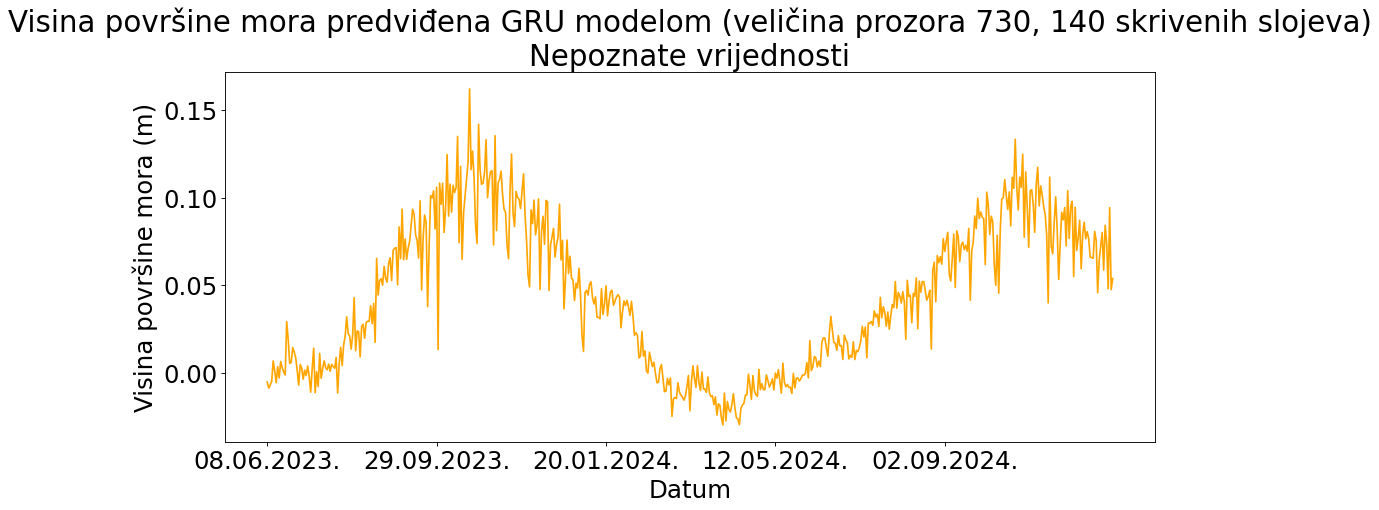 Visina površine mora predviđena GRU modelom (veličina prozora 730, 140 skrivenih slojeva)
Nepoznate vrijednosti
Visina površine mora (m)
0.15
0.10
0.05
0.00
08.06.2023. 29.09.2023. 20.01.2024. 12.05.2024. 02.09.2024.
Datum